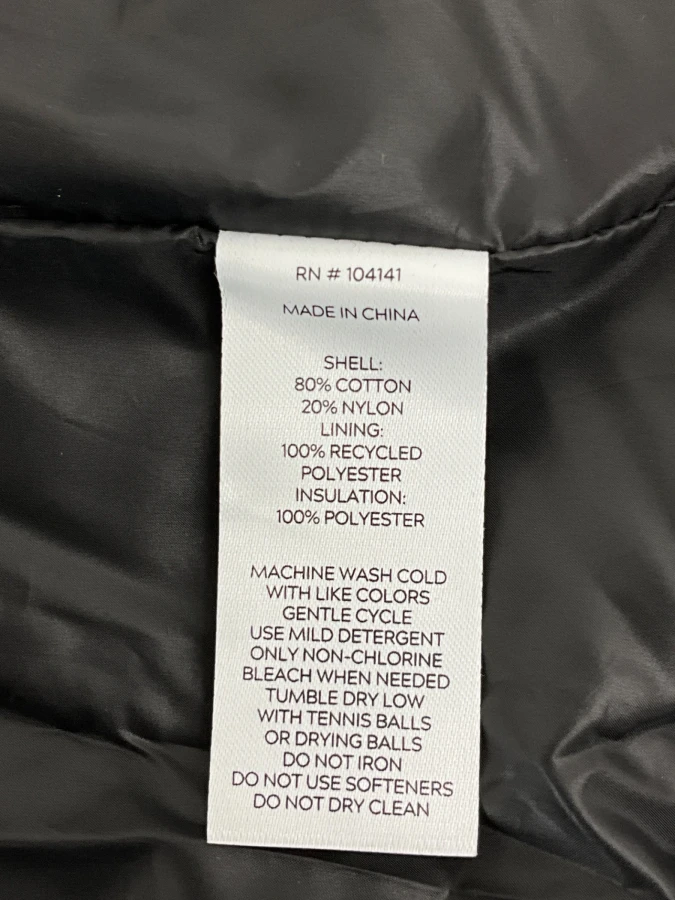 RN # 104141
MADE IN CHINA
SHELL:
80% COTTON
20% NYLON
LINING:
100% RECYCLED
POLYESTER
INSULATION:
100% POLYESTER
MACHINE WASH COLD
WITH LIKE COLORS
GENTLE CYCLE
USE MILD DETERGENT
ONLY NON-CHLORINE
BLEACH WHEN NEEDED
TUMBLE DRY LOW
WITH TENNIS BALLS
OR DRYING BALLS
DO NOT IRON
DO NOT USE SOFTENERS
DO NOT DRY CLEAN